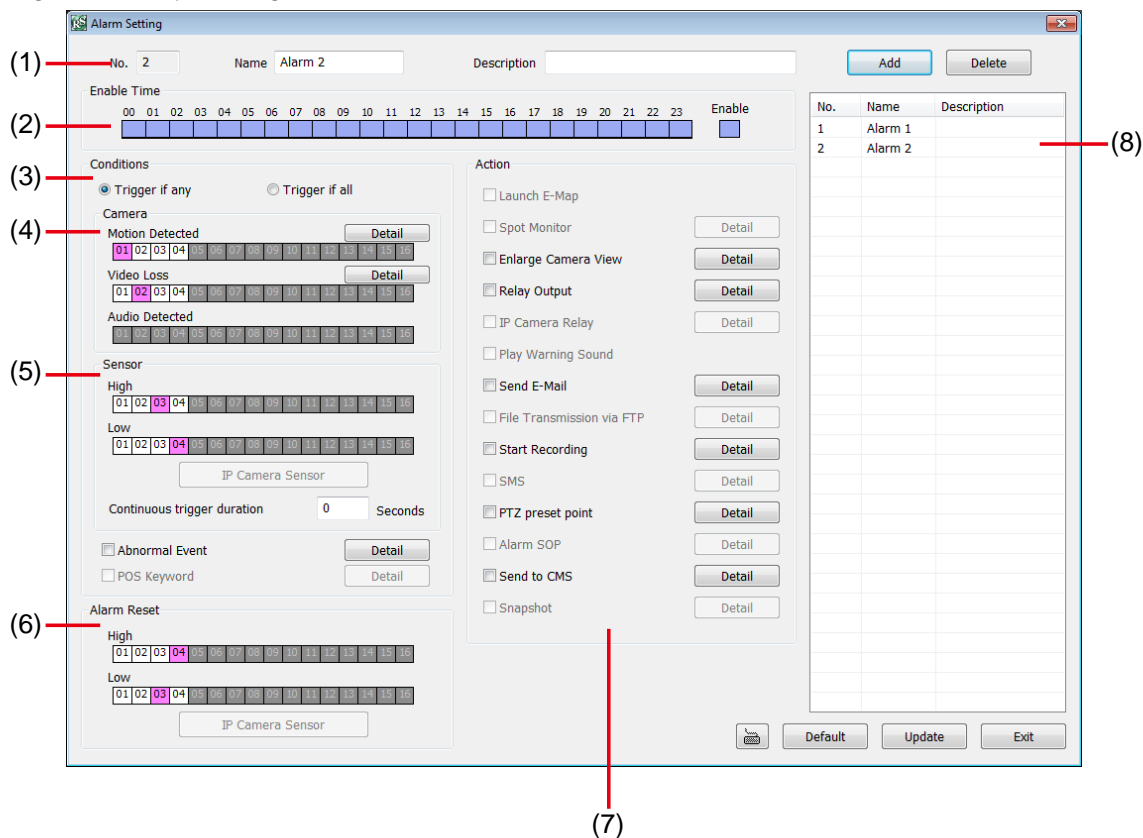 Alarm Setting
(1)
No. 2 Name Alarm 2 Description Add Delete
Enable Time
00 01 02 03 04 05 06 07 08 09 10 11 12 13 14 15 16 17 18 19 20 21 22 23 Enable
(2)
No. Name Description
1 Alarm 1
2 Alarm 2
(8)
Conditions
(3)
Trigger if any Trigger if all
Camera
(4)
Motion Detected Detail
01 02 03 04 05 06 07 08 09 10 11 12 13 14 15 16
Video Loss Detail
01 02 03 04 05 06 07 08 09 10 11 12 13 14 15 16
Audio Detected
01 02 03 04 05 06 07 08 09 10 11 12 13 14 15 16
(5)
Sensor
High
01 02 03 04 05 06 07 08 09 10 11 12 13 14 15 16
Low
01 02 03 04 05 06 07 08 09 10 11 12 13 14 15 16
IP Camera Sensor
Continuous trigger duration 0 Seconds
Abnormal Event Detail
POS Keyword Detail
Alarm Reset
(6)
High
01 02 03 04 05 06 07 08 09 10 11 12 13 14 15 16
Low
01 02 03 04 05 06 07 08 09 10 11 12 13 14 15 16
IP Camera Sensor
Action
Launch E-Map
Spot Monitor Detail
Enlarge Camera View Detail
Relay Output Detail
IP Camera Relay Detail
Play Warning Sound
Send E-Mail Detail
File Transmission via FTP Detail
Start Recording Detail
SMS Detail
PTZ preset point Detail
Alarm SOP Detail
Send to CMS Detail
Snapshot Detail
Default Update Exit
(7)